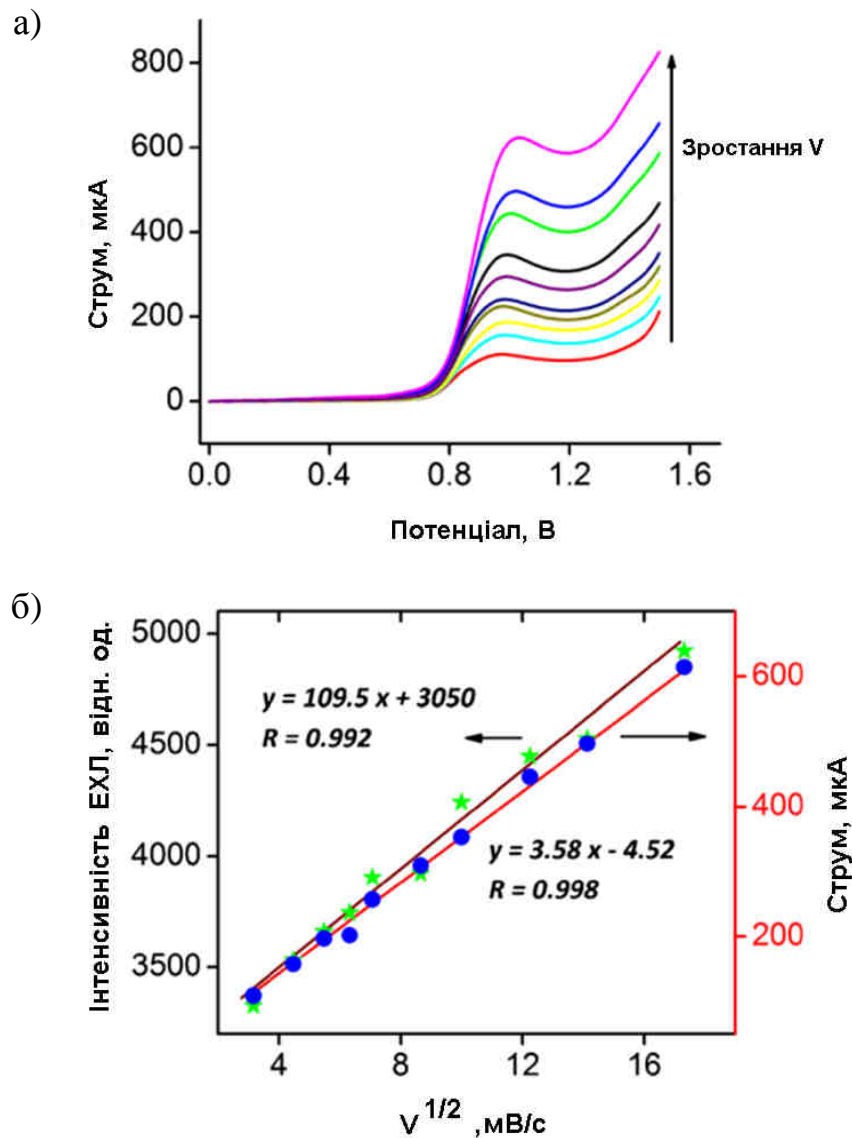 а)
800
600
400
200
0
Струм, мкА
Зростання V
0.0 0.4 0.8 1.2 1.6
Потенціал, В
б)
5000
4500
4000
3500
Інтенсивність ЕХЛ, відн. од.
y = 109.5 x + 3050
R = 0.992
y = 3.58 x - 4.52
R = 0.998
600
400
200
Струм, мкА
4 8 12 16
V 1/2 ,мВ/с